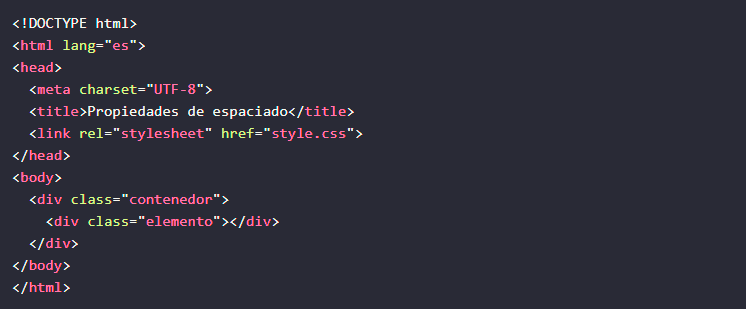 <!DOCTYPE html>
<html lang="es">
<head>
  <meta charset="UTF-8">
  <title>Propiedades de espaciado</title>
  <link rel="stylesheet" href="style.css">
</head>
<body>
  <div class="contenedor">
    <div class="elemento"></div>
  </div>
</body>
</html>